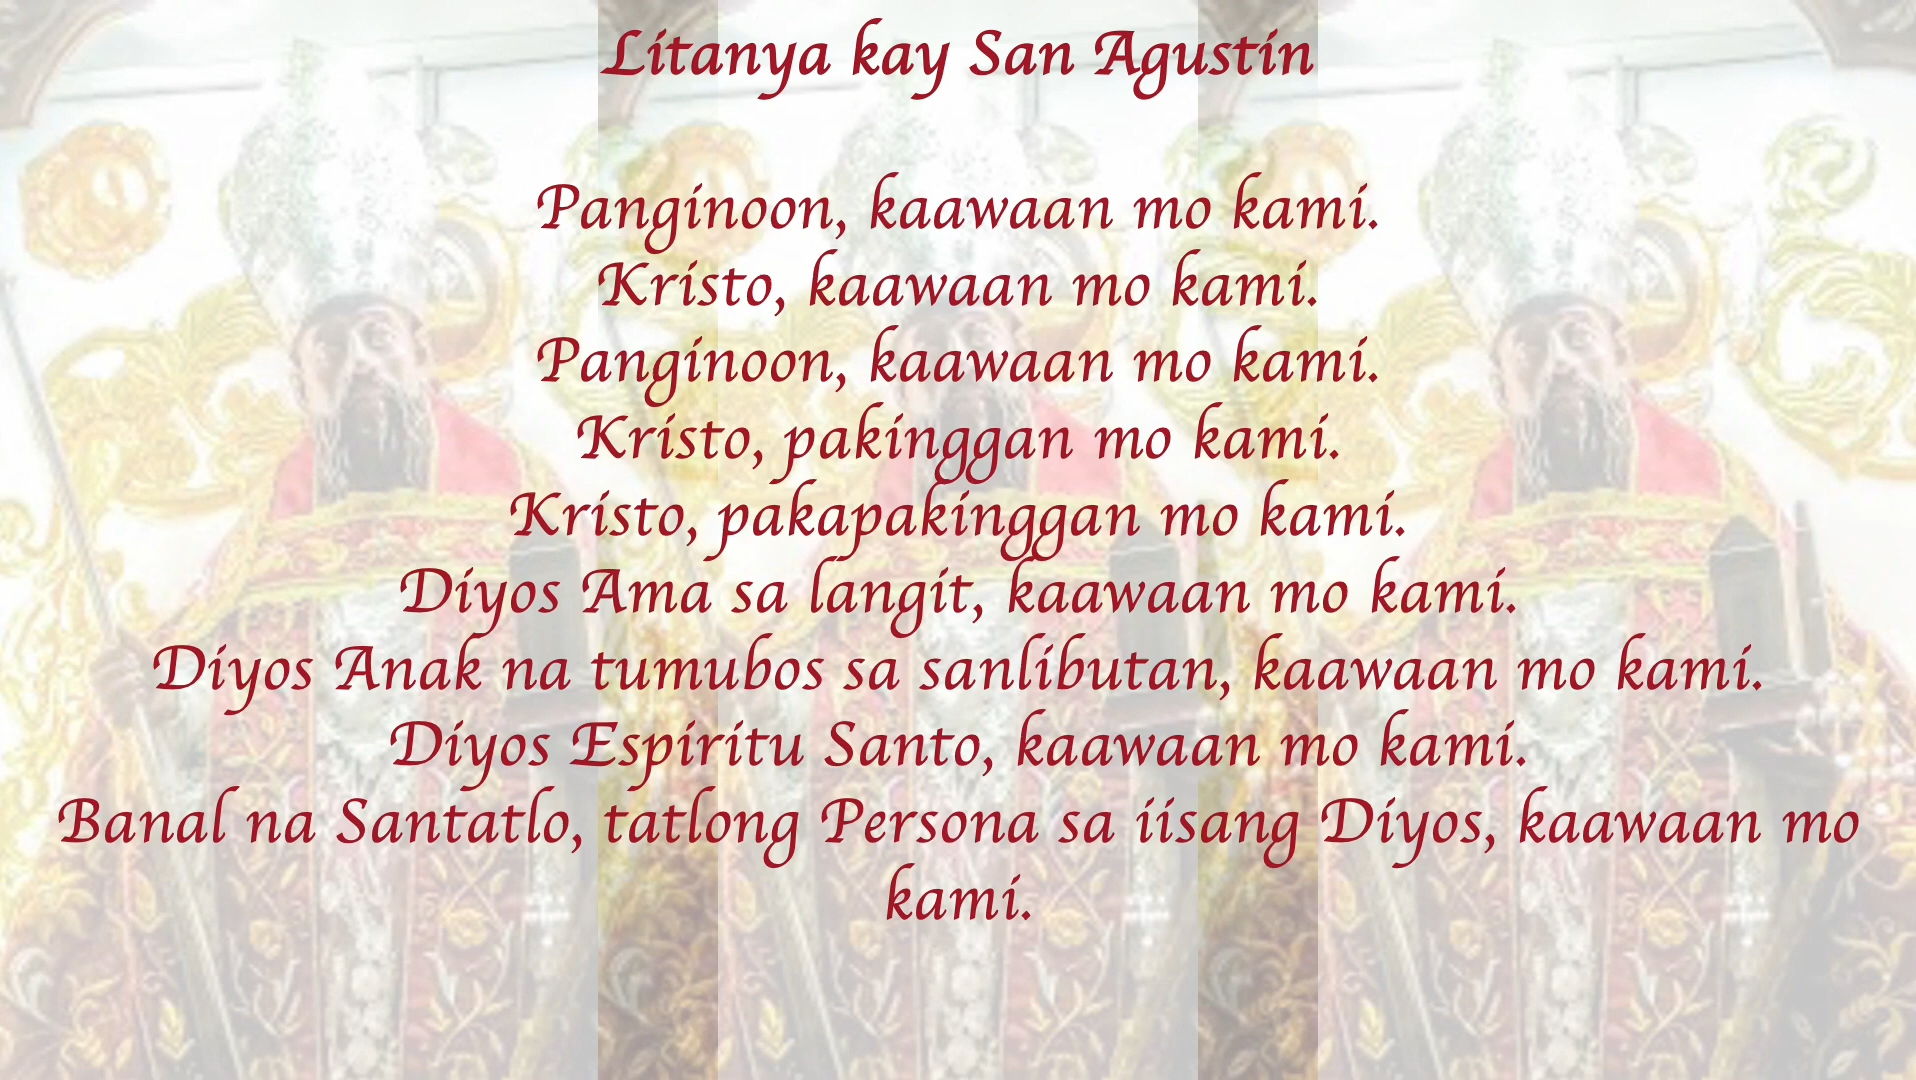 Litanya kay San Agustin
Panginoon, kaawaan mo kami.
Kristo, kaawaan mo kami.
Panginoon, kaawaan mo kami.
Kristo, pakinggan mo kami.
Kristo, pakapakinggan mo kami.
Diyos Ama sa langit, kaawaan mo kami.
Diyos Anak na tumubos sa sanlibutan, kaawaan mo kami.
Diyos Espiritu Santo, kaawaan mo kami.
Banal na Santatlo, tatlong Persona sa iisang Diyos, kaawaan mo
kami.